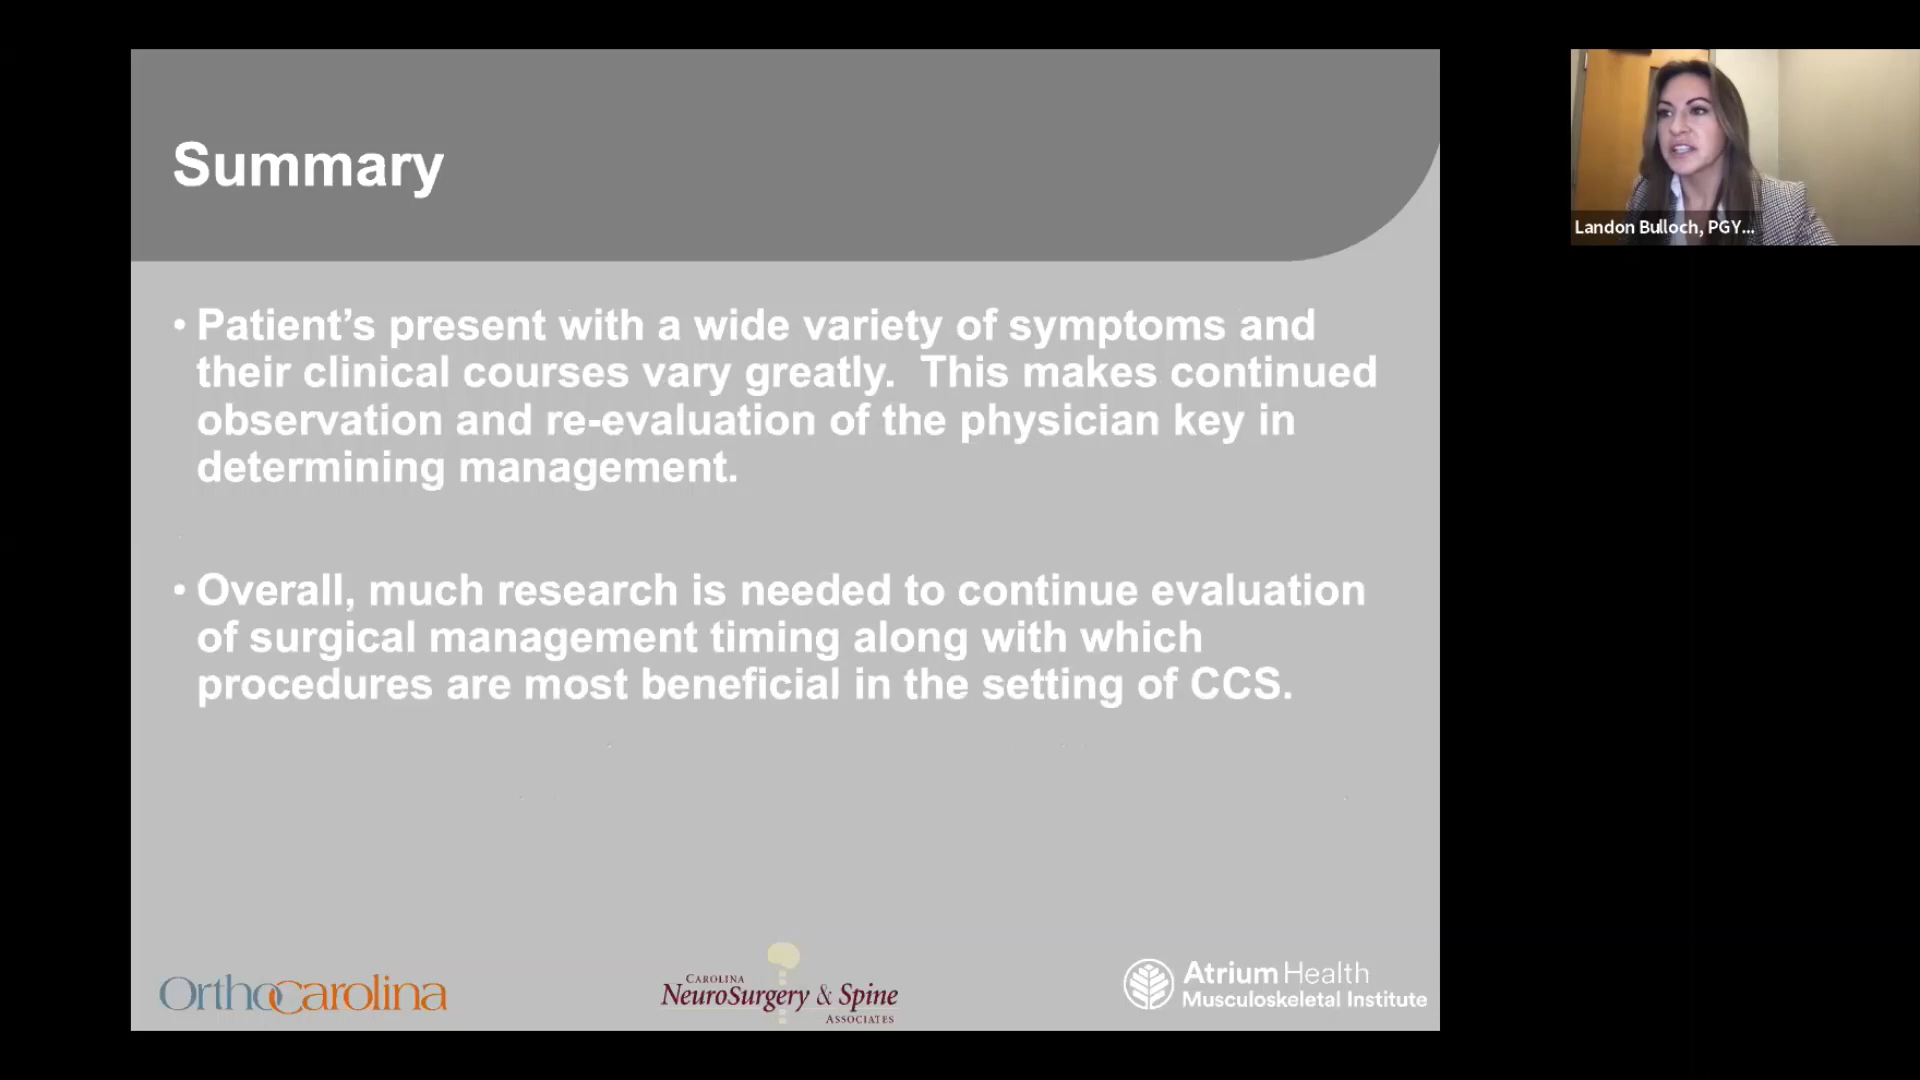 Summary
• Patient’s present with a wide variety of symptoms and
their clinical courses vary greatly.  This makes continued
observation and re-evaluation of the physician key in
determining management.
• Overall, much research is needed to continue evaluation
of surgical management timing along with which
procedures are most beneficial in the setting of CCS.
OrthoCarolina
CAROLINA
NEUROSURGERY & SPINE
ASSOCIATES
Atrium Health
Musculoskeletal Institute
Landon Bulloch, PGY...